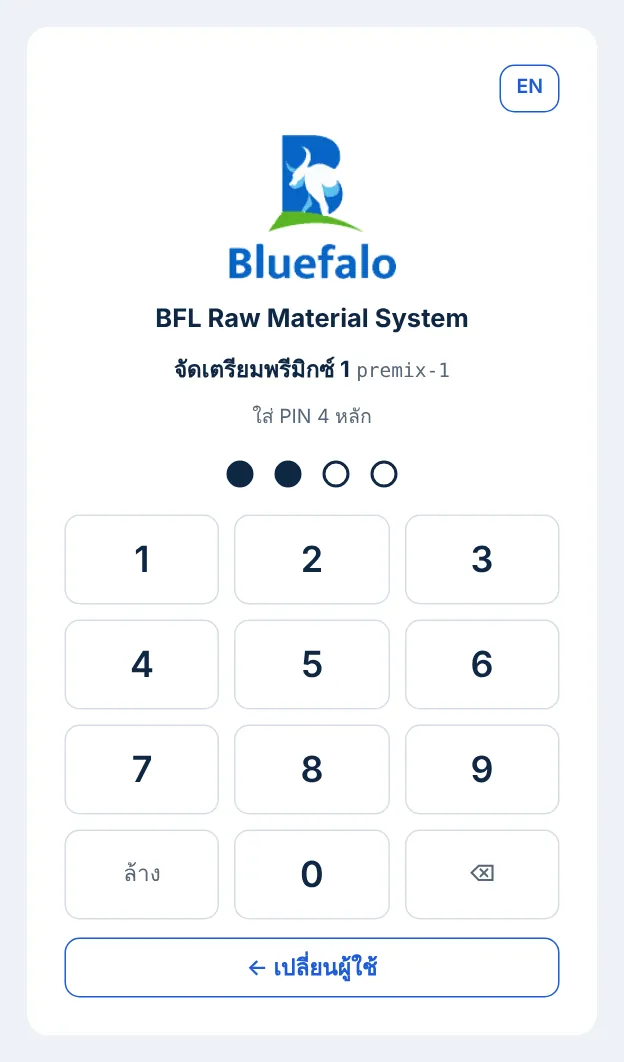 EN
Bluefalo
BFL Raw Material System
จัดเตรียมพรีมิกซ์ 1 premix-1
ใส่ PIN 4 หลัก
1 2 3
4 5 6
7 8 9
ล้าง 0 ⌫
← เปลี่ยนผู้ใช้